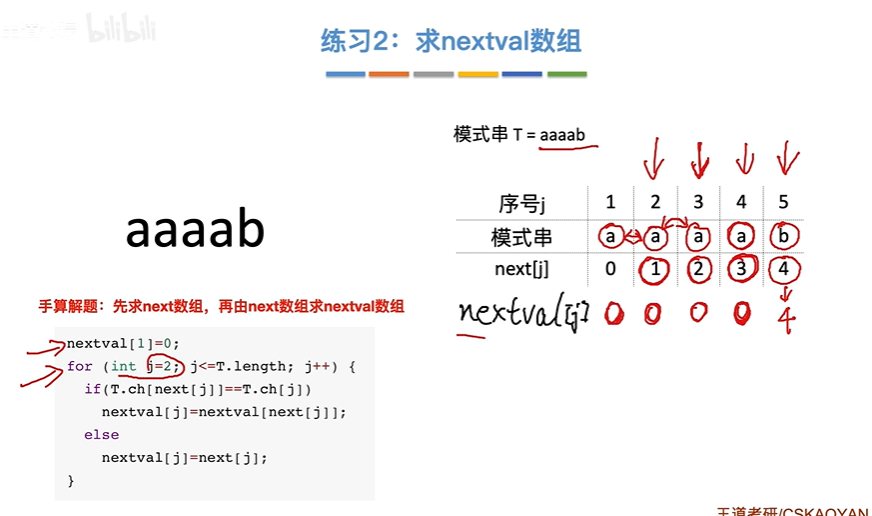 bilibili
练习2：求nextval数组
模式串 T = aaaab
序号j 1 2 3 4 5
模式串 a a a a b
next[j] 0 1 2 3 4
nextval[j] 0 0 0 0 4
aaaab
手算解题：先求next数组，再由next数组求nextval数组
nextval[1]=0;
for (int j=2; j<=T.length; j++) {
if(T.ch[next[j]]==T.ch[j])
nextval[j]=nextval[next[j]];
else
nextval[j]=next[j];
}
王道考研/CSKAOYAN